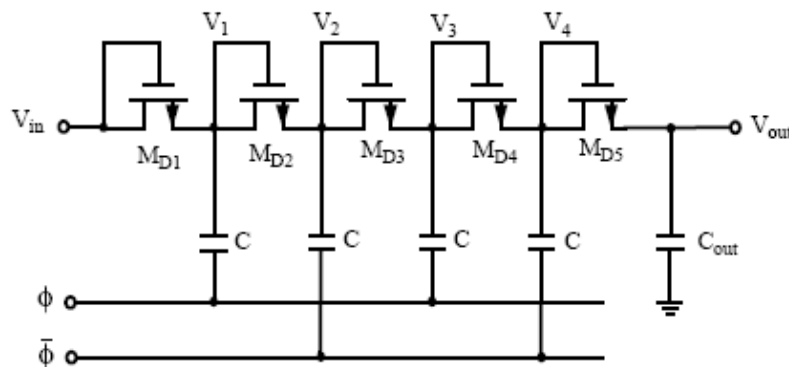 V1 V2 V3 V4
Vin Vout
MD1 MD2 MD3 MD4 MD5
C C C C Cout
ϕ
ϕ̄